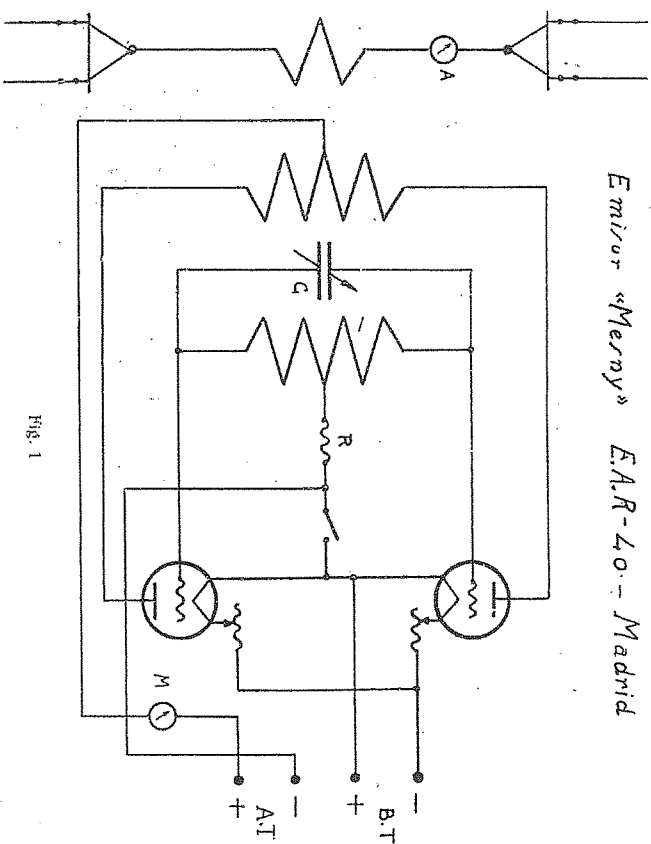 Emisor "Merny" E.A.R-40.- Madrid
A
C
R
M
- + - +
B.T A.T
Fig. 1